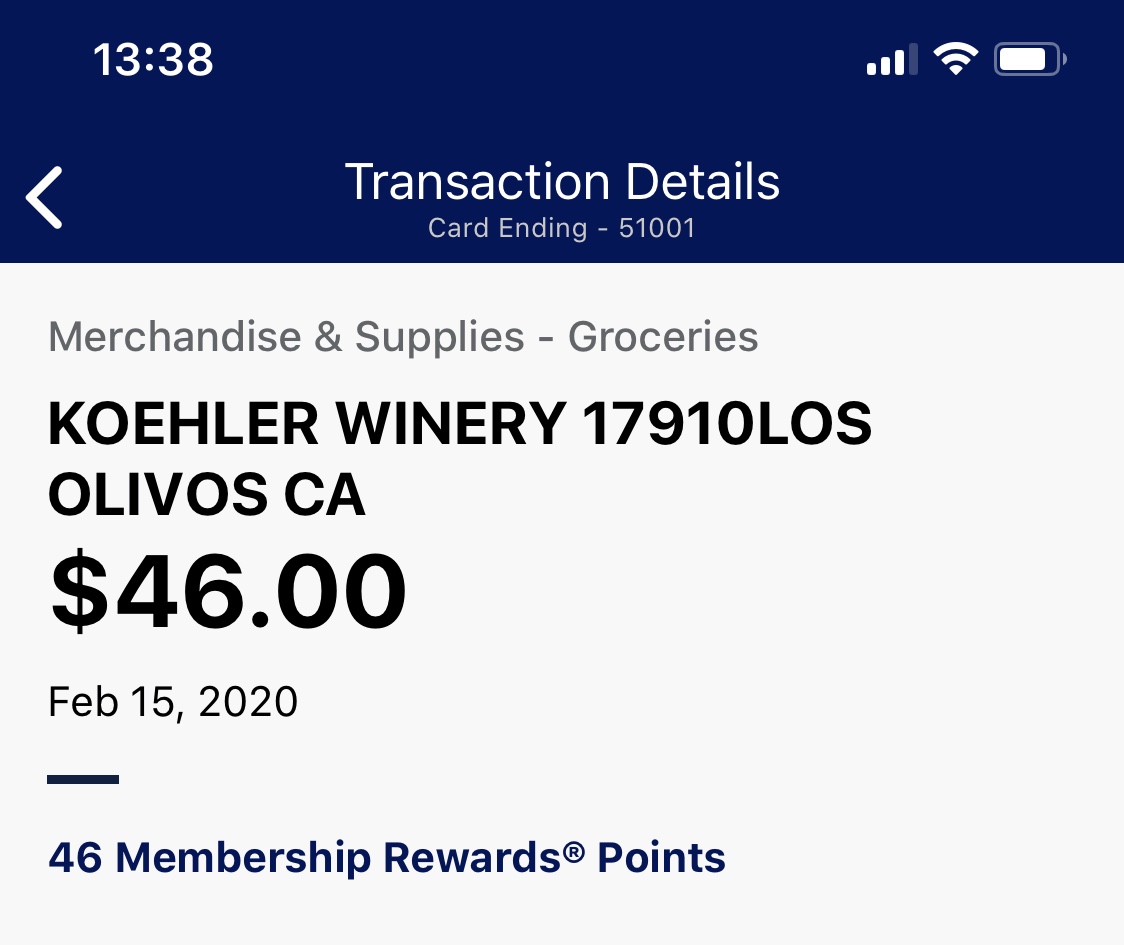 13:38
Transaction Details
Card Ending - 51001
Merchandise & Supplies - Groceries
KOEHLER WINERY 17910LOS
OLIVOS CA
$46.00
Feb 15, 2020
46 Membership Rewards® Points